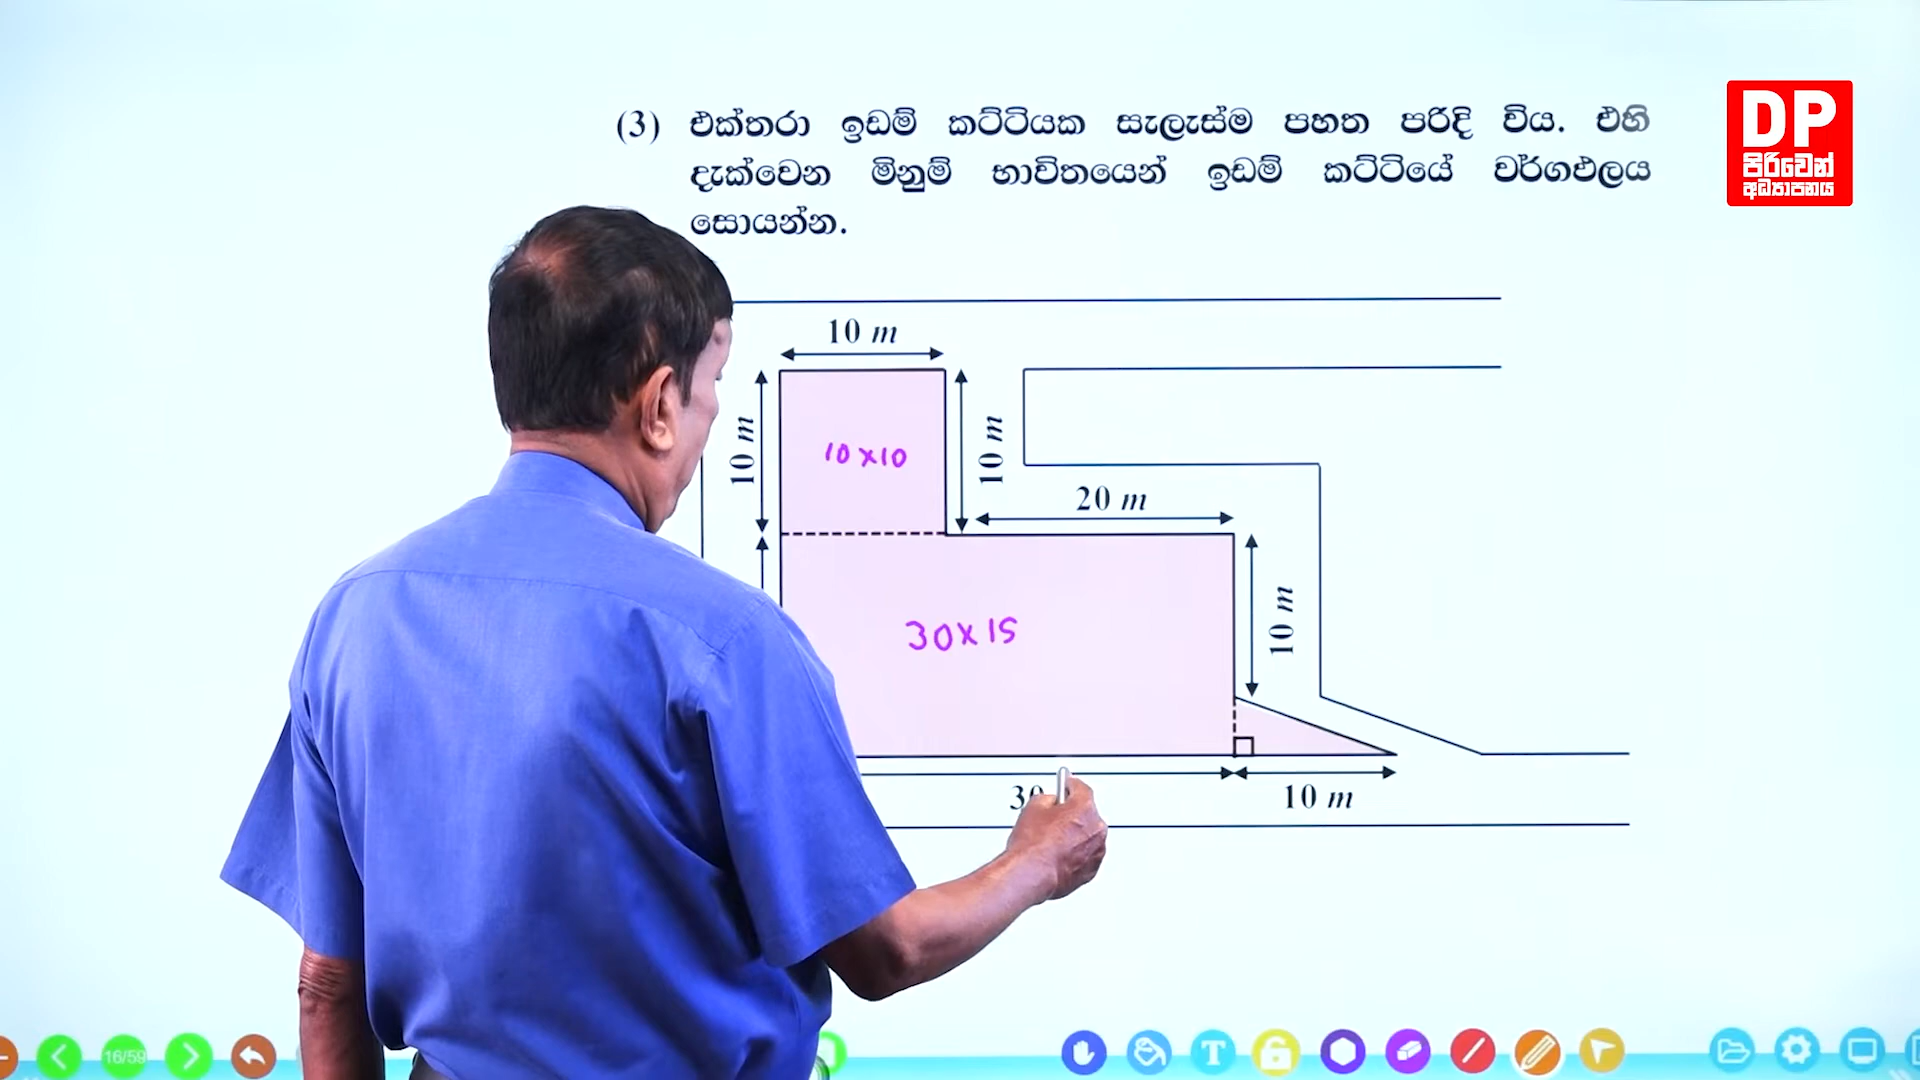 (3) එක්තරා ඉඩම් කට්ටියක සැලැස්ම පහත පරිදි විය. එහි
දැක්වෙන මිනුම් භාවිතයෙන් ඉඩම් කට්ටියේ වර්ගඵලය
සොයන්න.
DP
පිරිවෙන්
අධ්‍යාපනය
10 m
10 m
10 x 10
10 m
20 m
30 x 15
10 m
30
10 m
16/59
T